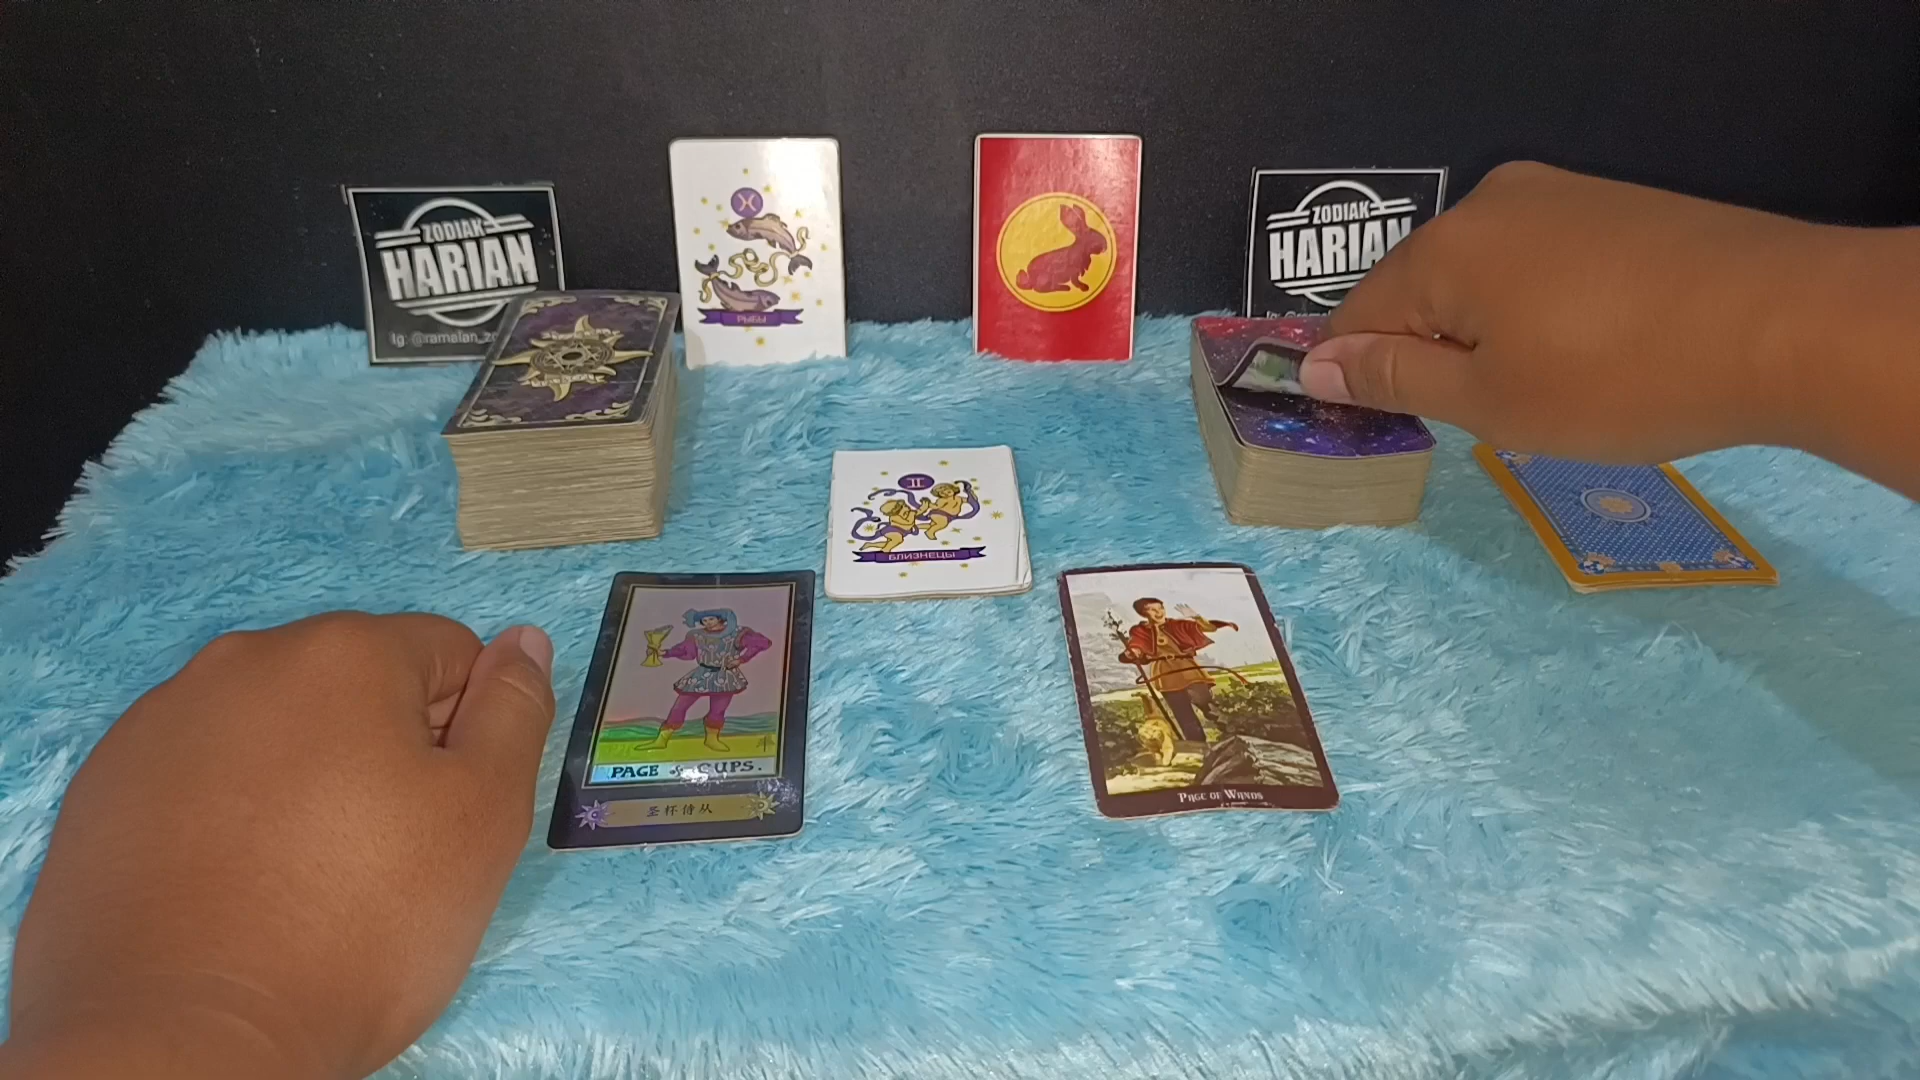 ZODIAK
HARIAN
Ig: @ramalan_zo
РЫБЫ
ZODIAK
HARIAN
БЛИЗНЕЦЫ
PAGE of CUPS.
圣杯侍从
PAGE OF WANDS